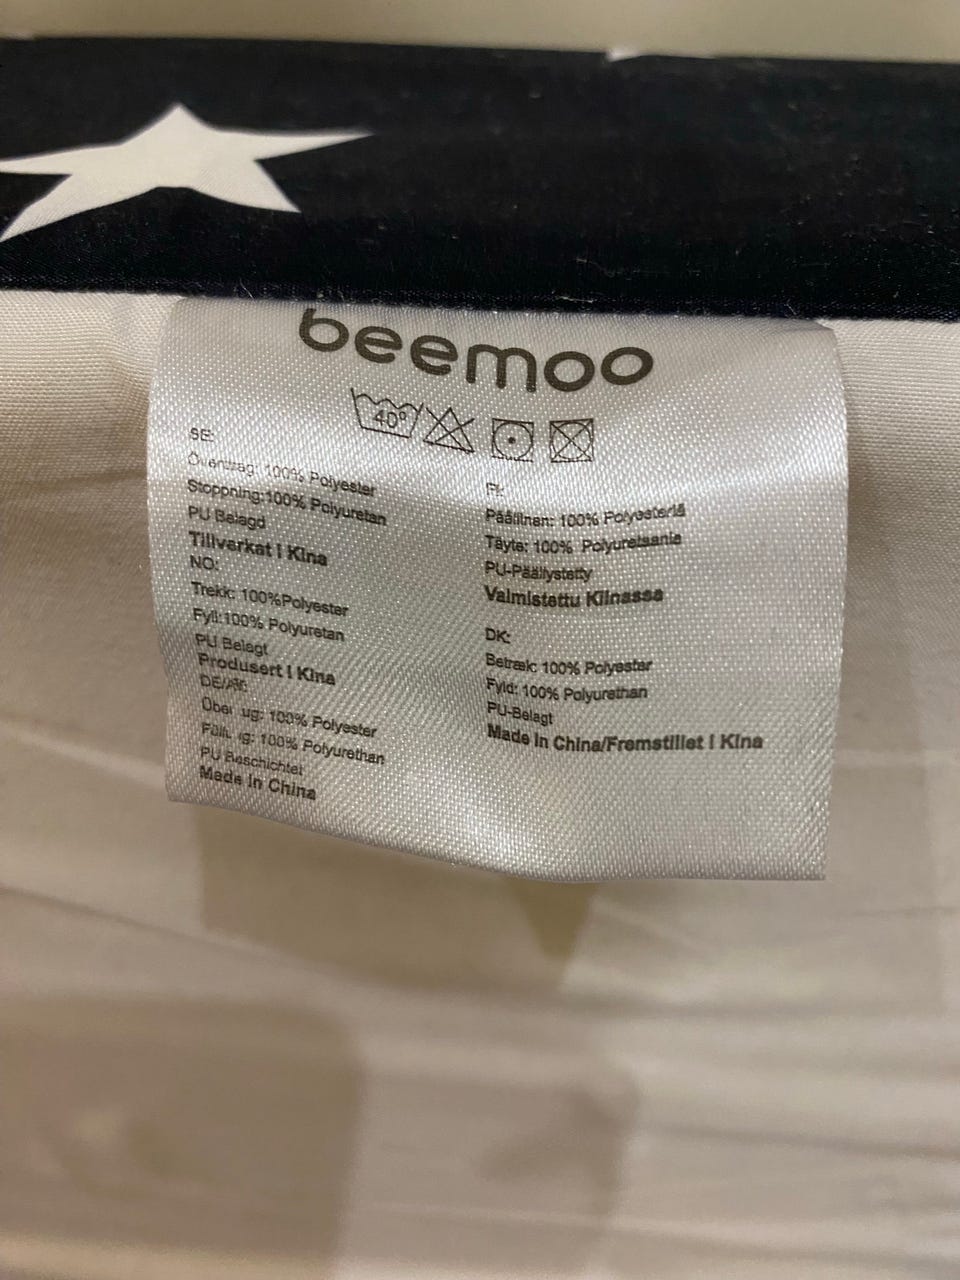 beemoo
40°
SE:
Överdrag: 100% Polyester
Stoppning:100% Polyuretan
PU Belagd
Tillverkat i Kina
NO:
Trekk: 100%Polyester
Fyll:100% Polyuretan
PU Belagt
Produsert i Kina
DE/At:
ug: 100% Polyester
100% Polyurethan
PU Beschichtet
Made in China
FI:
Päällinen: 100% Polyesteriä
Täyte: 100% Polyuretaania
PU-Päällystetty
Valmistettu Kiinassa
DK:
Betræk: 100% Polyester
Fyld: 100% Polyurethan
PU-Belagt
Made in China/Fremstillet i Kina